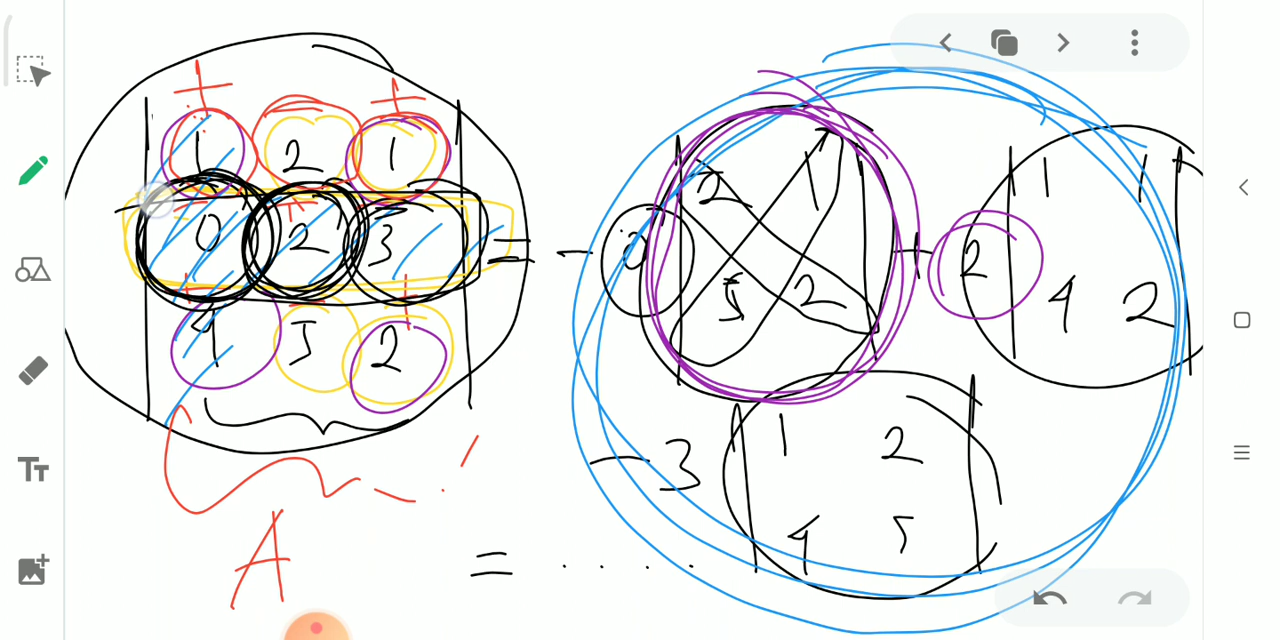 + - +
| 1 2 1 |
| 0 2 3 | = - 0 | 2 1 | + 2 | 1 1 |
| 4 5 2 | | 5 2 | | 4 2 |
- 3 | 1 2 |
| 4 5 |
A = . . . .
Tт